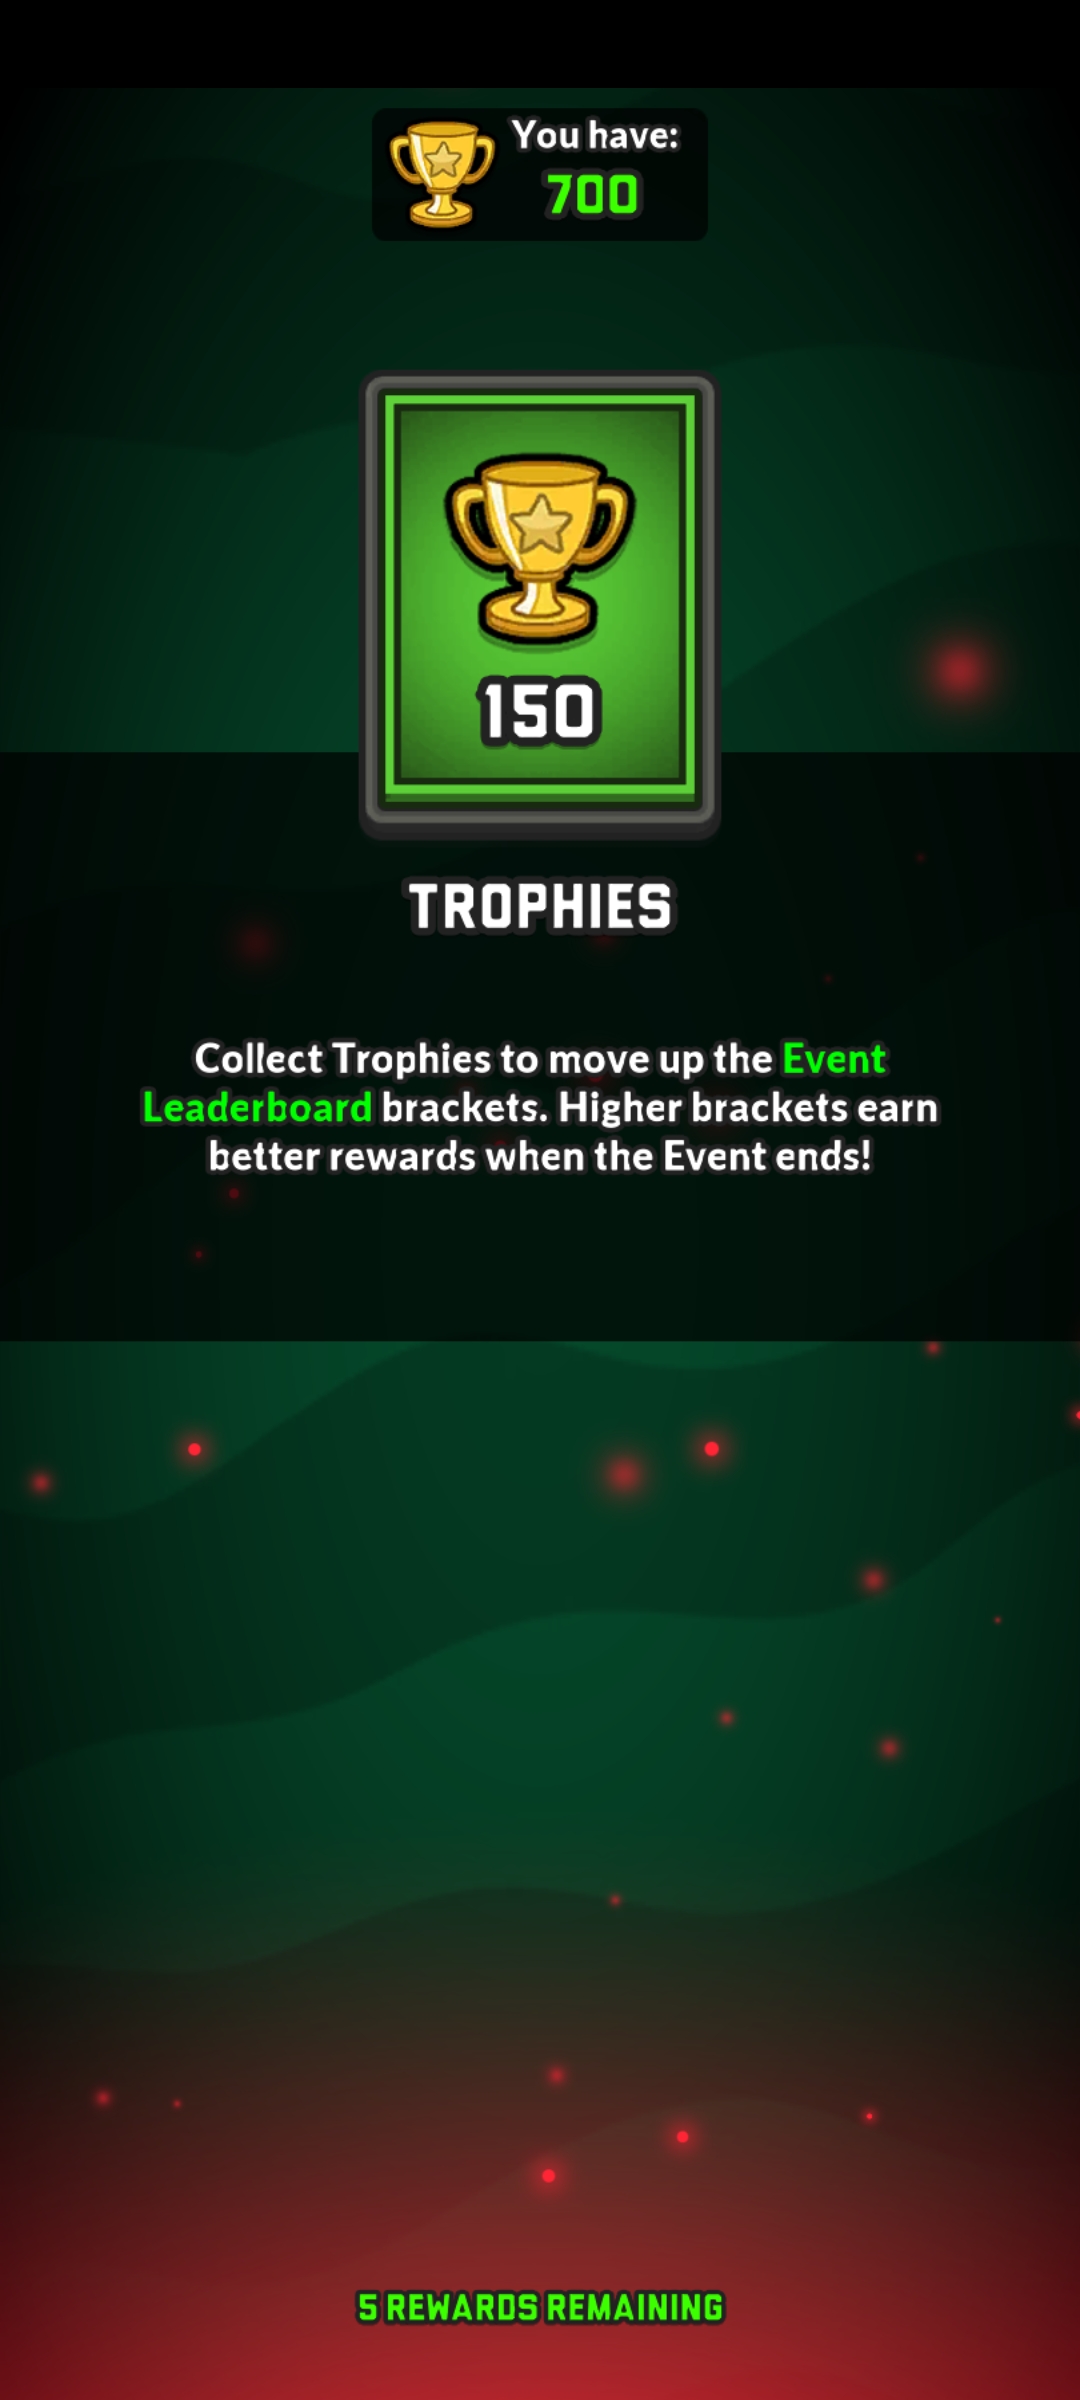 You have:
700
150
TROPHIES
Collect Trophies to move up the Event
Leaderboard brackets. Higher brackets earn
better rewards when the Event ends!
5 REWARDS REMAINING